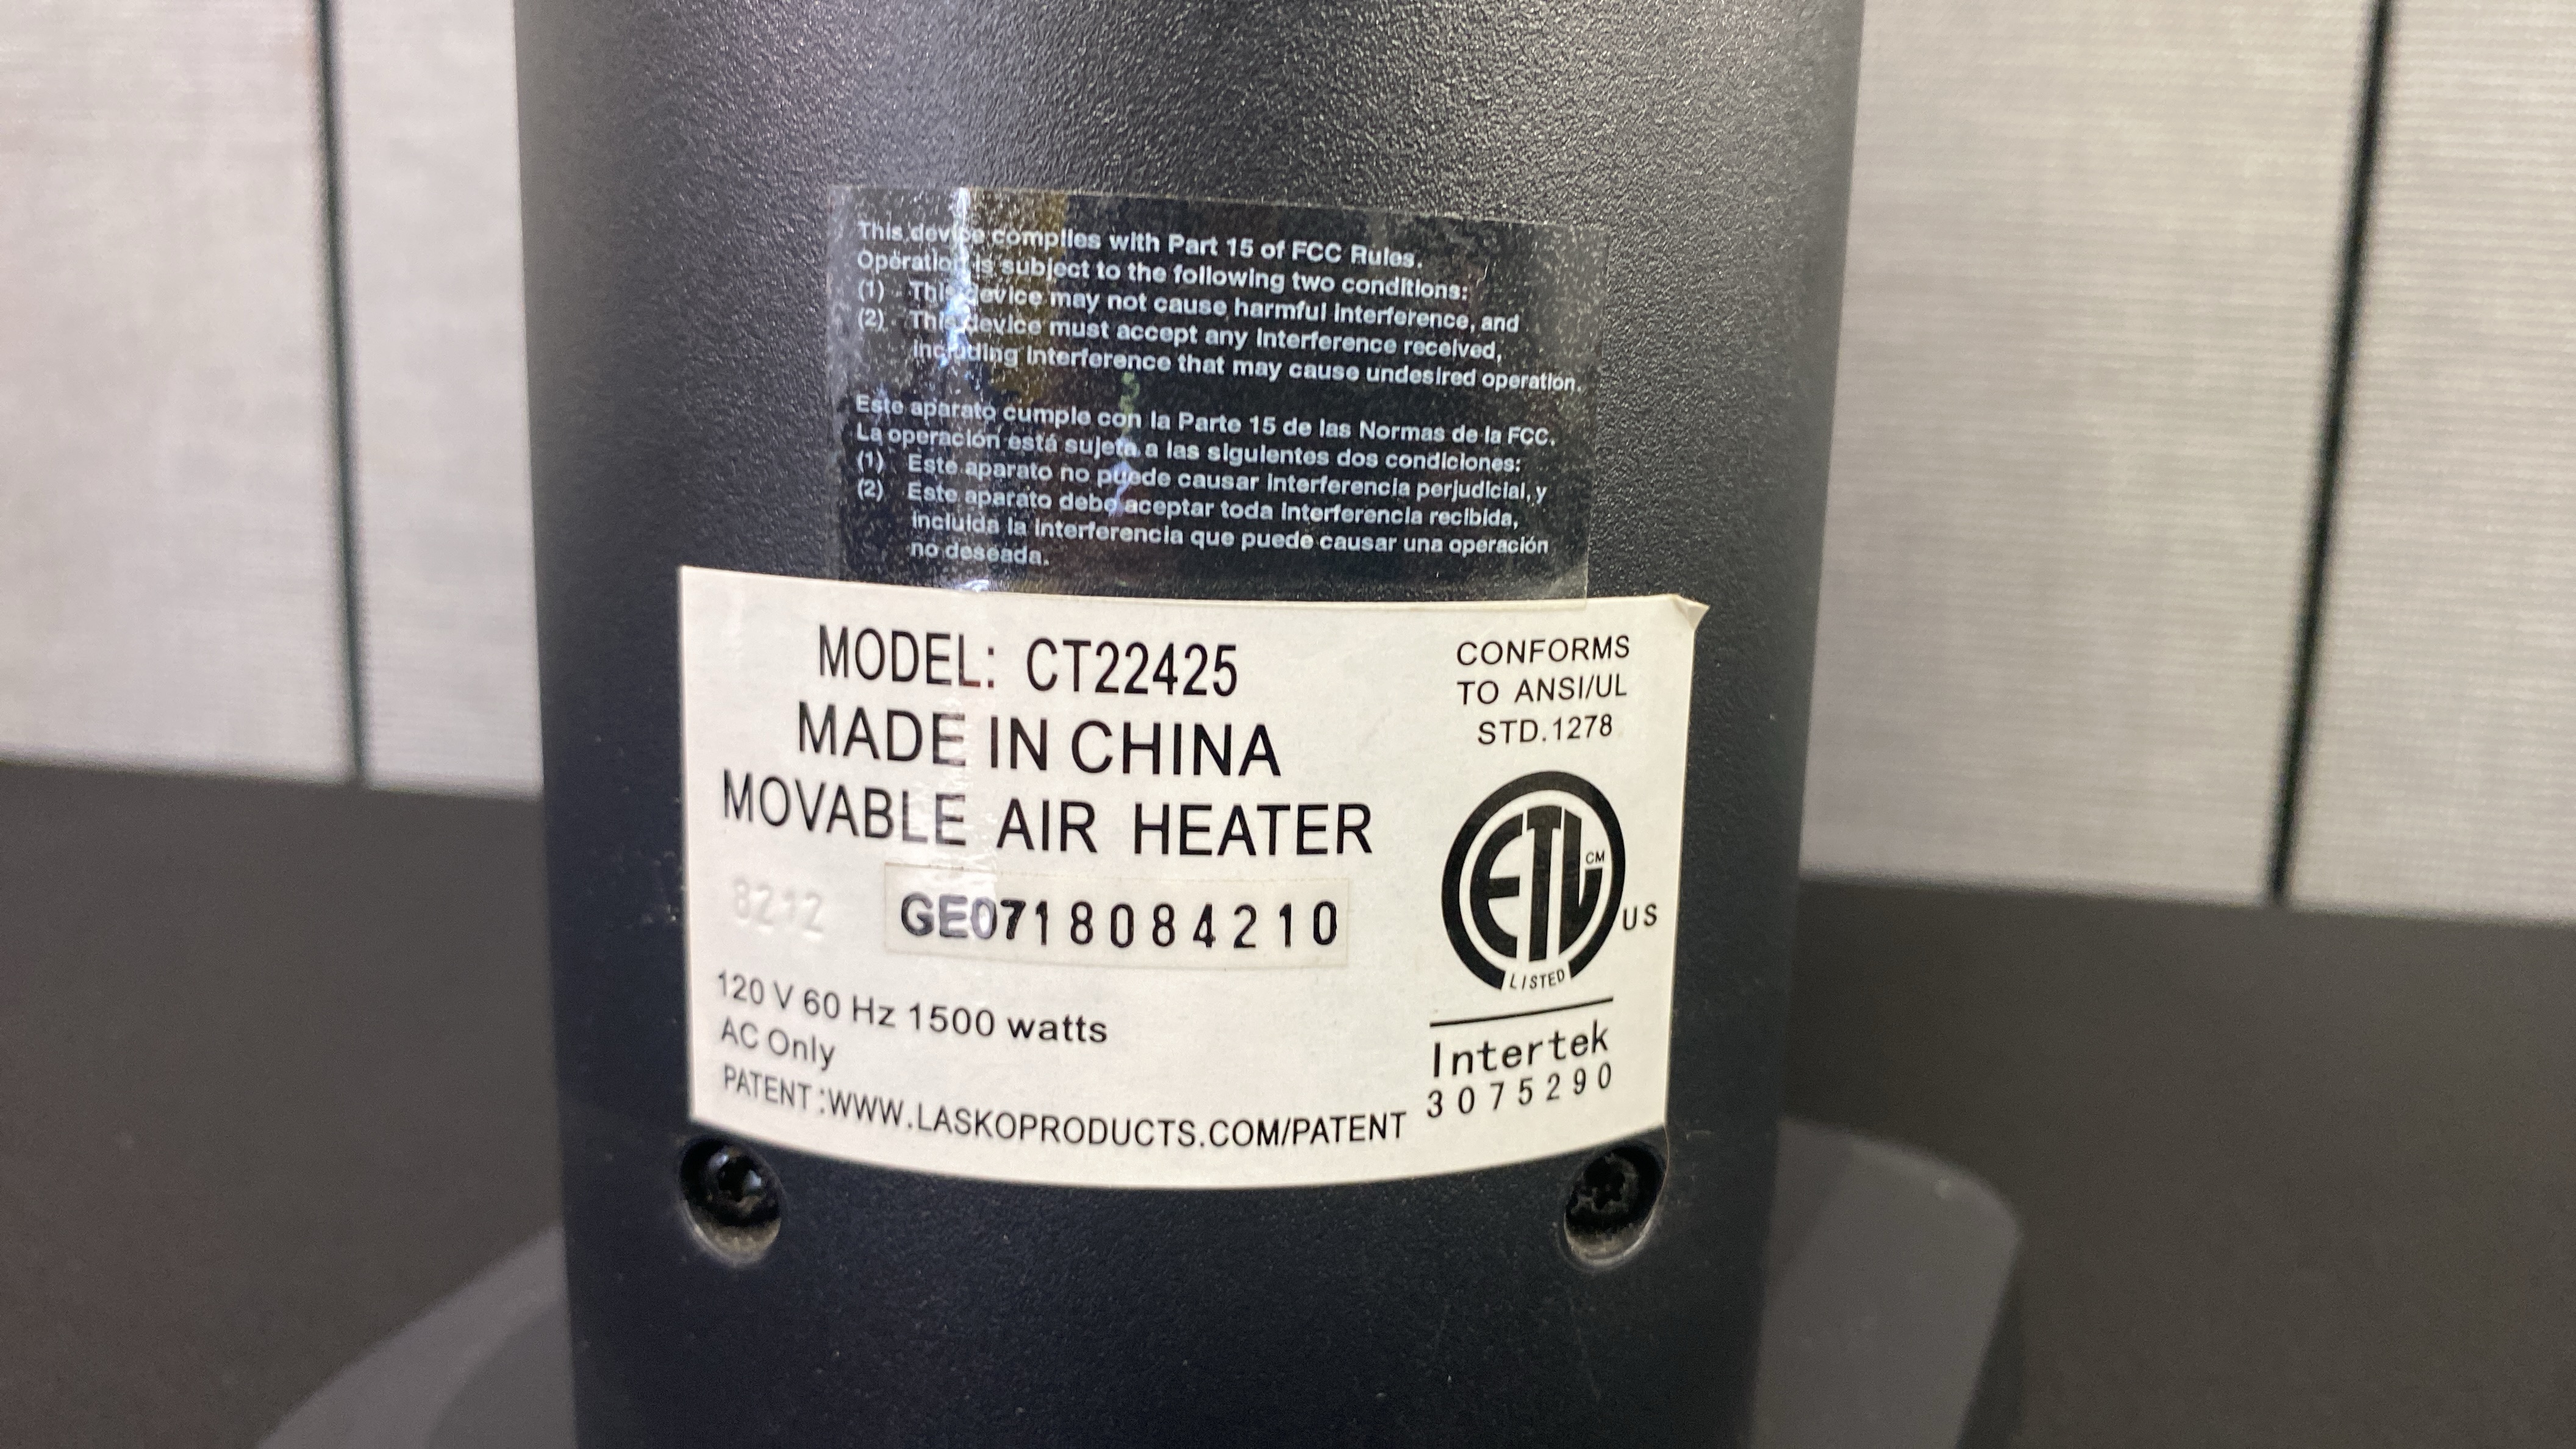 This device complies with Part 15 of FCC Rules.
Operation is subject to the following two conditions:
(1) This device may not cause harmful interference, and
(2) This device must accept any interference received,
including interference that may cause undesired operation.
Este aparato cumple con la Parte 15 de las Normas de la FCC.
La operación está sujeta a las siguientes dos condiciones:
(1) Este aparato no puede causar interferencia perjudicial, y
(2) Este aparato debe aceptar toda interferencia recibida,
incluida la interferencia que puede causar una operación
no deseada.
MODEL: CT22425
MADE IN CHINA
MOVABLE AIR HEATER
8212
GE0718084210
120 V 60 Hz 1500 watts
AC Only
PATENT:WWW.LASKOPRODUCTS.COM/PATENT
CONFORMS
TO ANSI/UL
STD.1278
ETL
CM
LISTED
US
Intertek
3075290